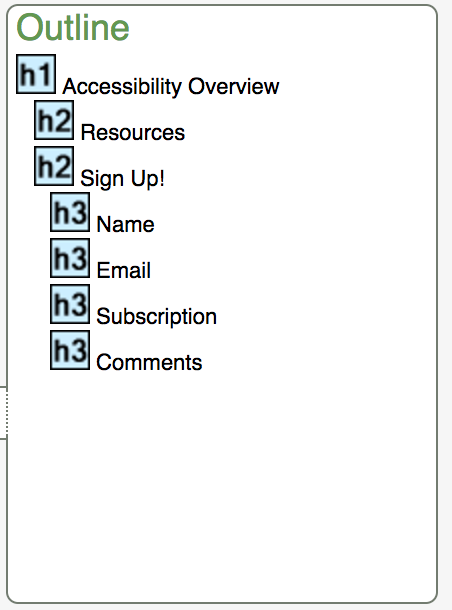 Outline
h1 Accessibility Overview
h2 Resources
h2 Sign Up!
h3 Name
h3 Email
h3 Subscription
h3 Comments